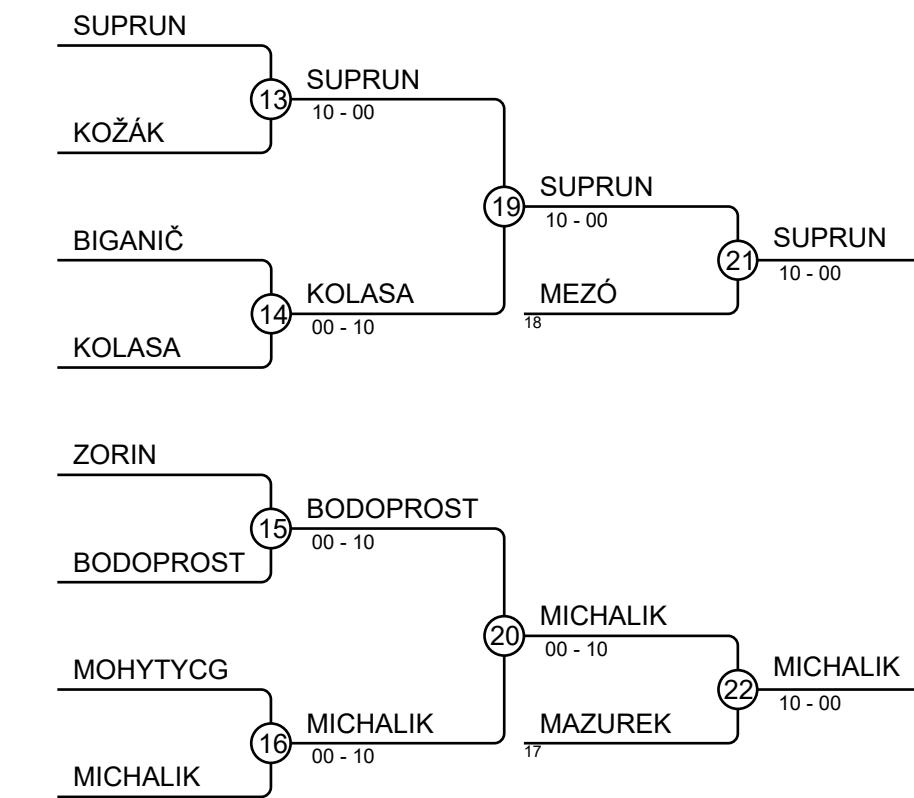 SUPRUN
13
SUPRUN
10 - 00
KOŽÁK
19
SUPRUN
10 - 00
BIGANIČ
21
SUPRUN
10 - 00
14
KOLASA
00 - 10
MEZÓ
18
KOLASA
ZORIN
15
BODOPROST
00 - 10
BODOPROST
20
MICHALIK
00 - 10
MOHYTYCG
22
MICHALIK
10 - 00
16
MICHALIK
00 - 10
MAZUREK
17
MICHALIK